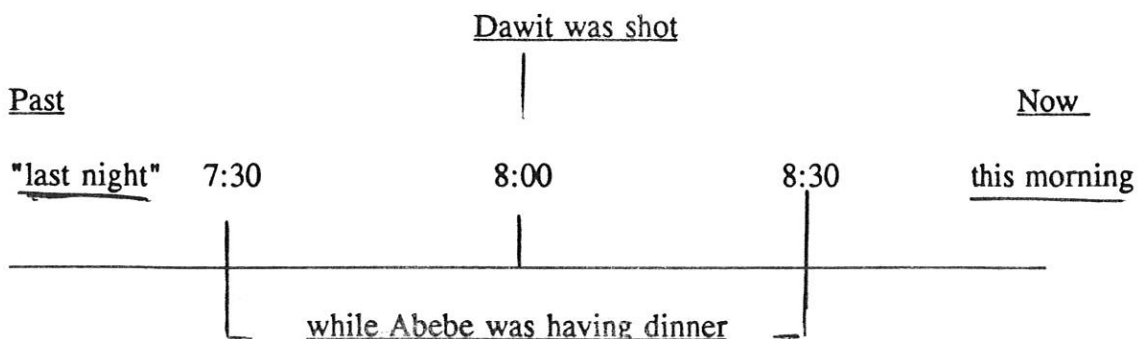 Dawit was shot
Past Now
"last night" 7:30 8:00 8:30 this morning
while Abebe was having dinner